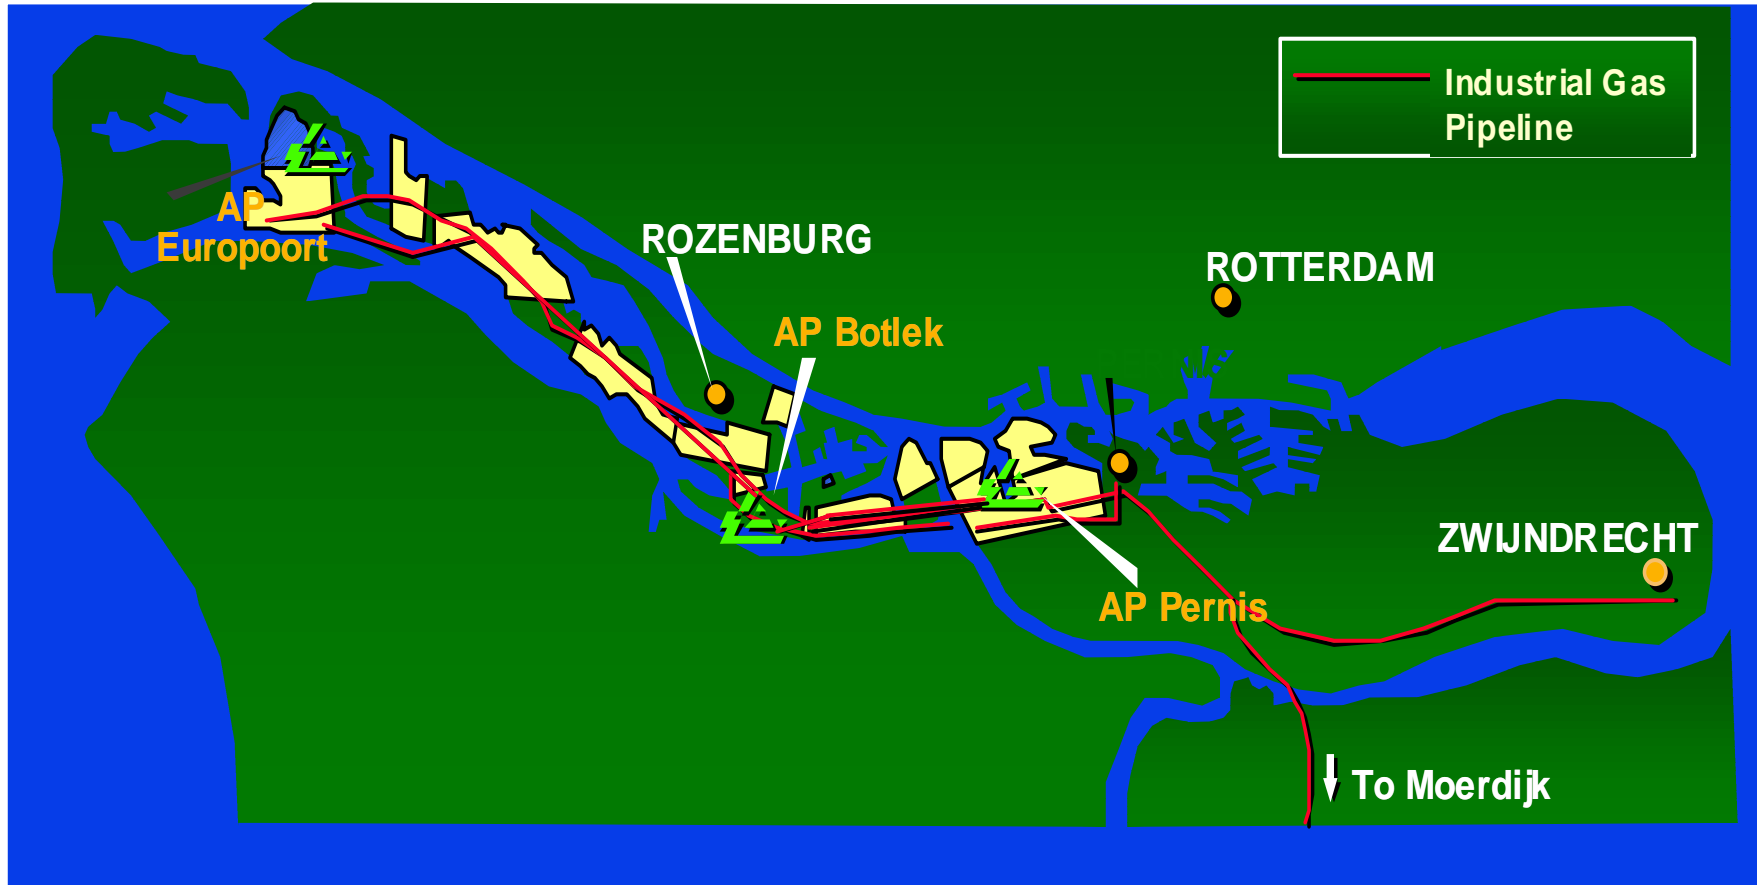 Industrial Gas
Pipeline
AP
Europoort
ROZENBURG
ROTTERDAM
AP Botlek
ZWIJNDRECHT
AP Pernis
To Moerdijk